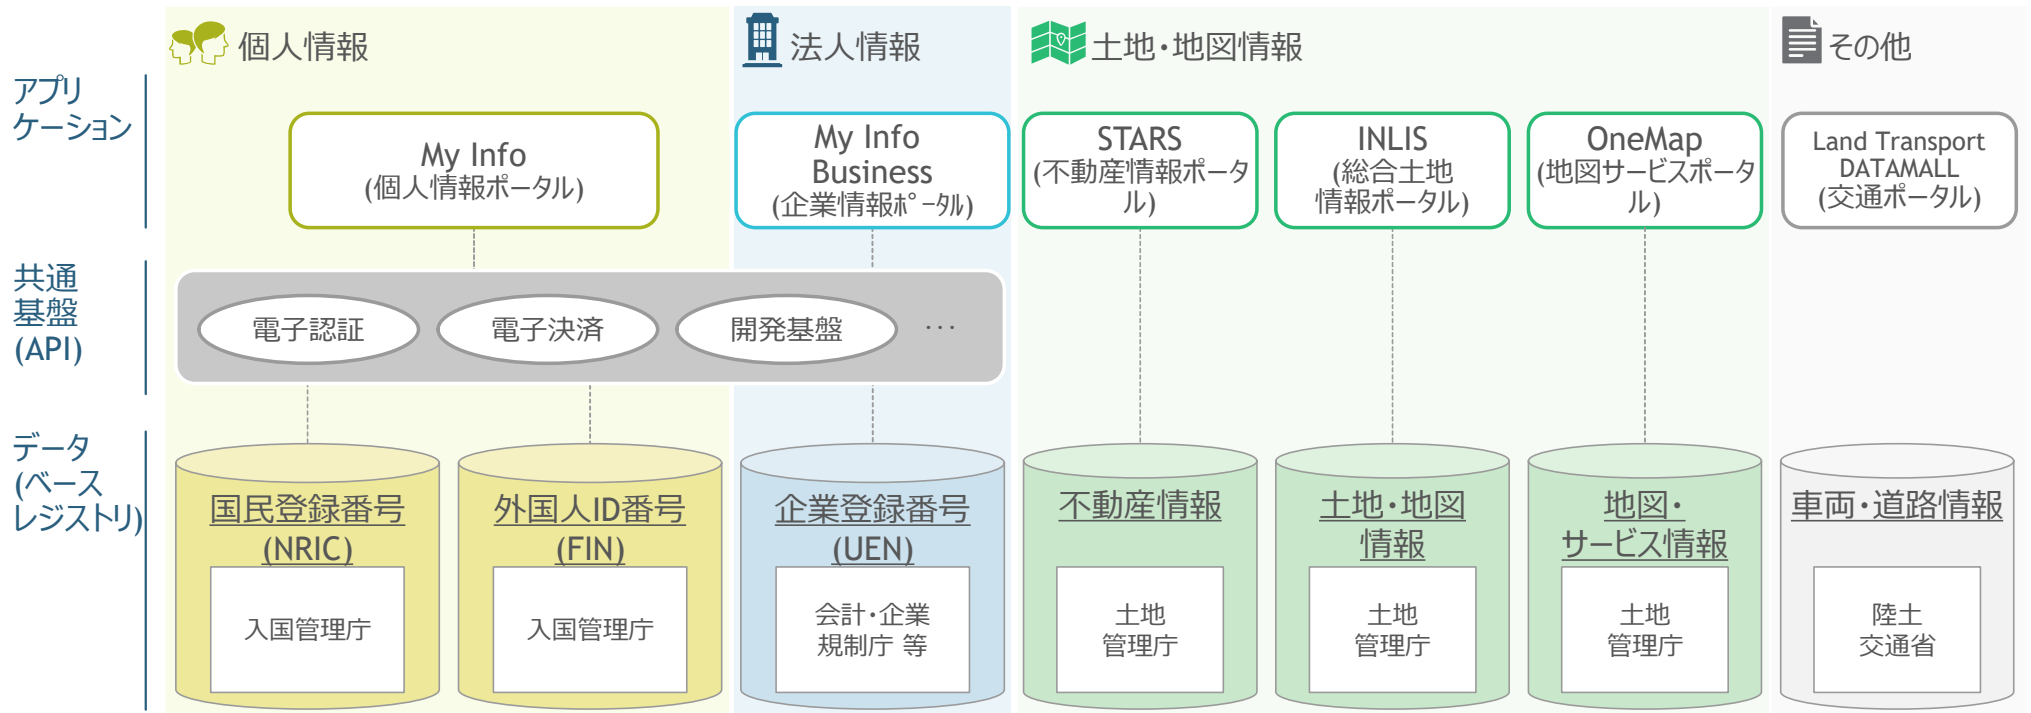 個人情報
法人情報
土地・地図情報
その他
アプリ
ケーション
My Info
(個人情報ポータル)
My Info
Business
(企業情報ﾎﾟｰﾀﾙ)
STARS
(不動産情報ポータ
ル)
INLIS
(総合土地
情報ポータル)
OneMap
(地図サービスポータ
ル)
Land Transport
DATAMALL
(交通ポータル)
共通
基盤
(API)
電子認証
電子決済
開発基盤
…
データ
(ベース
レジストリ)
国民登録番号
(NRIC)
入国管理庁
外国人ID番号
(FIN)
入国管理庁
企業登録番号
(UEN)
会計・企業
規制庁 等
不動産情報
土地
管理庁
土地・地図
情報
土地
管理庁
地図・
サービス情報
土地
管理庁
車両・道路情報
陸土
交通省